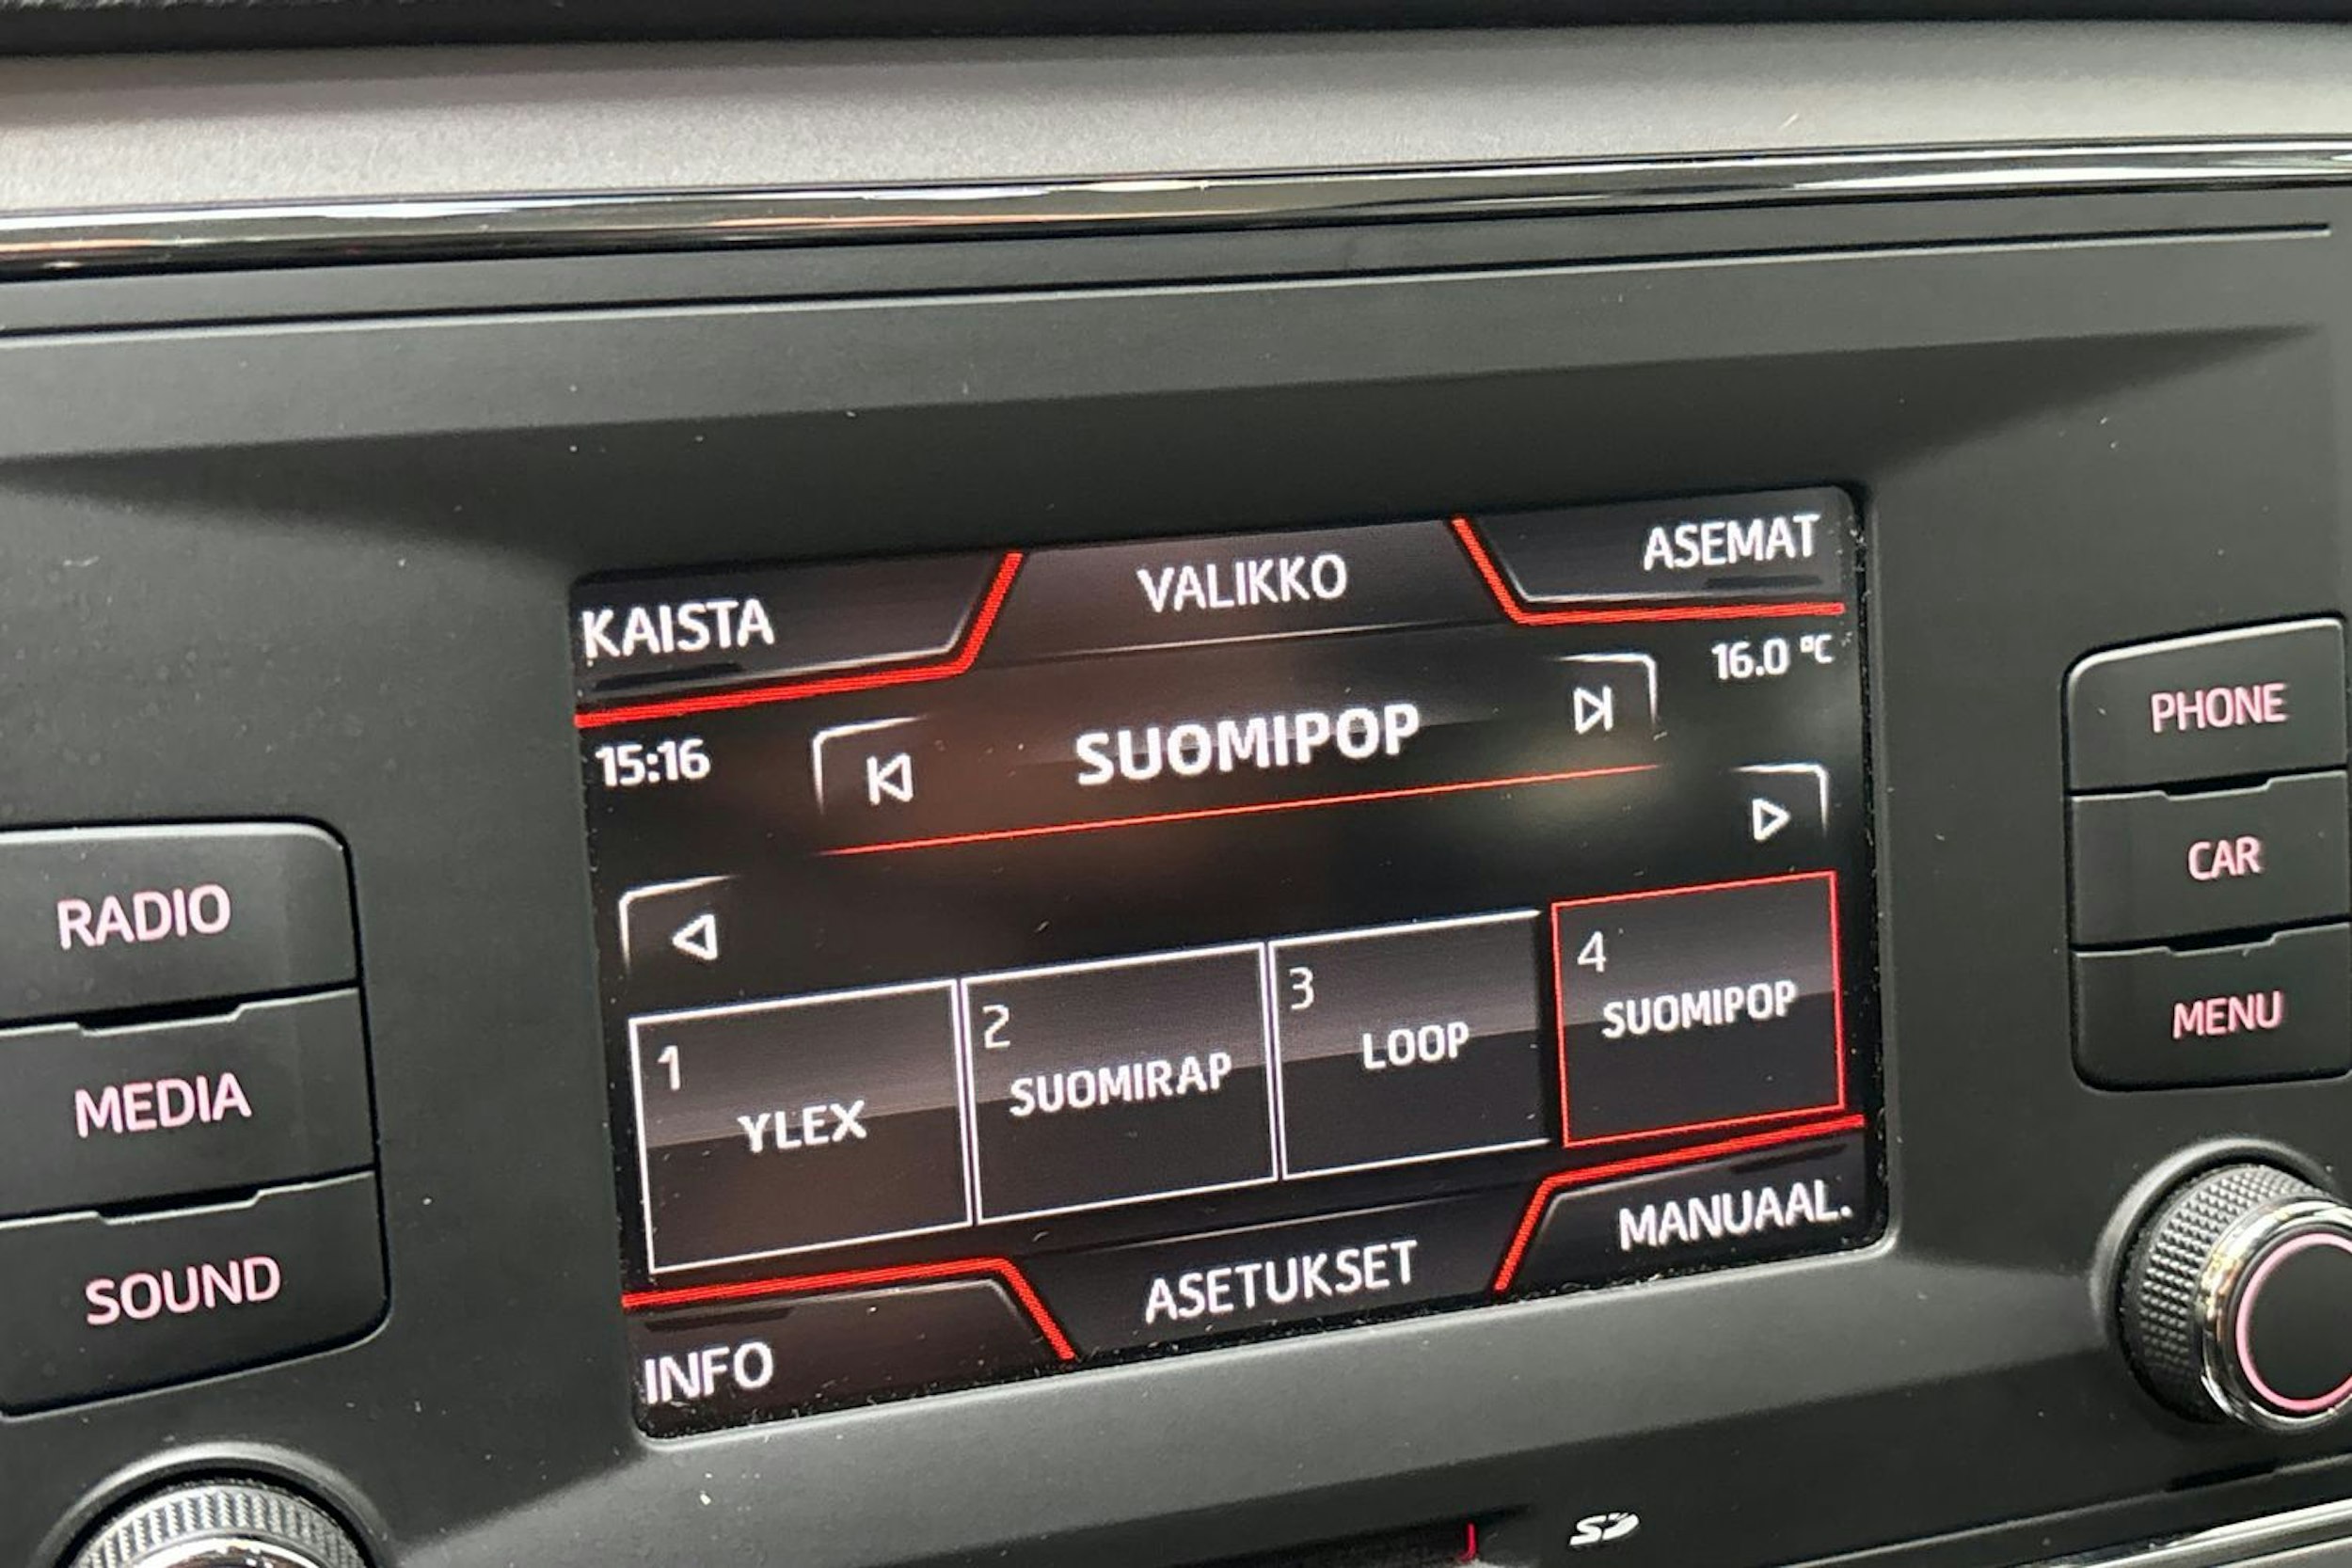 KAISTA
VALIKKO
ASEMAT
15:16
SUOMIPOP
16.0 °C
1
YLEX
2
SUOMIRAP
3
LOOP
4
SUOMIPOP
INFO
ASETUKSET
MANUAAL.
RADIO
MEDIA
SOUND
PHONE
CAR
MENU
SD